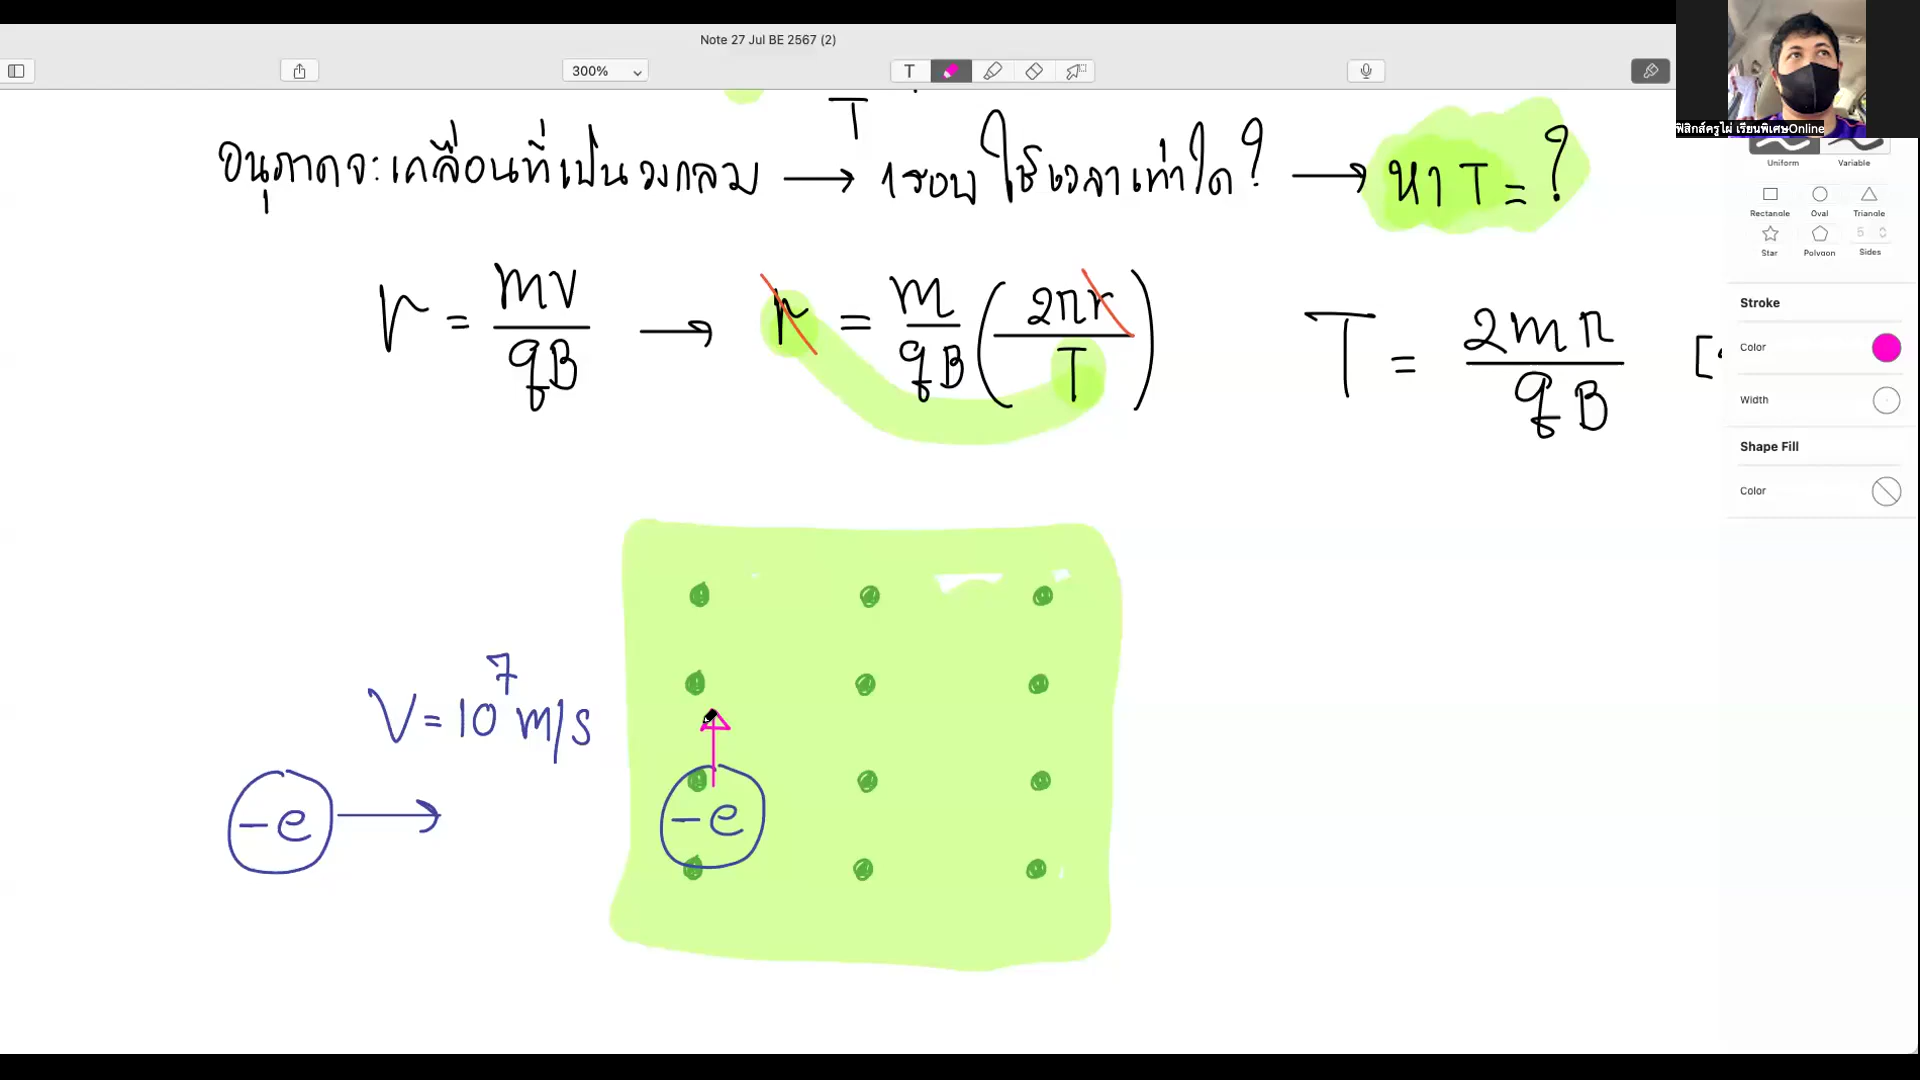 Note 27 Jul BE 2567 (2)
300%
T
ฟิสิกส์ครูไผ่ เรียนพิเศษOnline
Uniform Variable
Rectangle Oval Triangle
5
Star Polygon Sides
Stroke
Color
Width
Shape Fill
Color
T
อนุภาคจะเคลื่อนที่เป็นวงกลม → 1 รอบ ใช้เวลาเท่าใด? → หา T = ?
r = mv/qB → r = m/qB (2πr/T) T = 2mπ/qB [
V = 10^7 m/s
-e →
-e